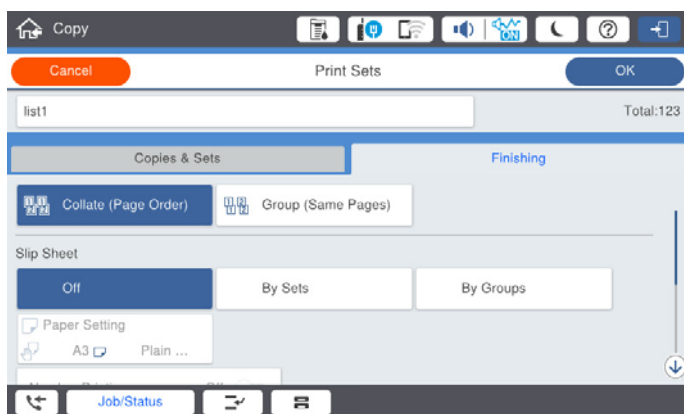 Copy
ON
Cancel
Print Sets
OK
list1
Total:123
Copies & Sets
Finishing
Collate (Page Order)
Group (Same Pages)
Slip Sheet
Off
By Sets
By Groups
Paper Setting
A3
Plain ...
Job/Status